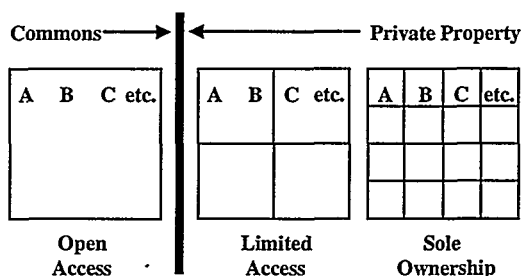 Commons Private Property
A B C etc. A B C etc. A B C etc.
Open Limited Sole
Access Access Ownership